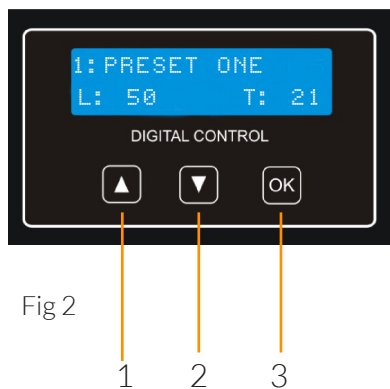 1: PRESET ONE
L: 50 T: 21
DIGITAL CONTROL
OK
Fig 2
1 2 3